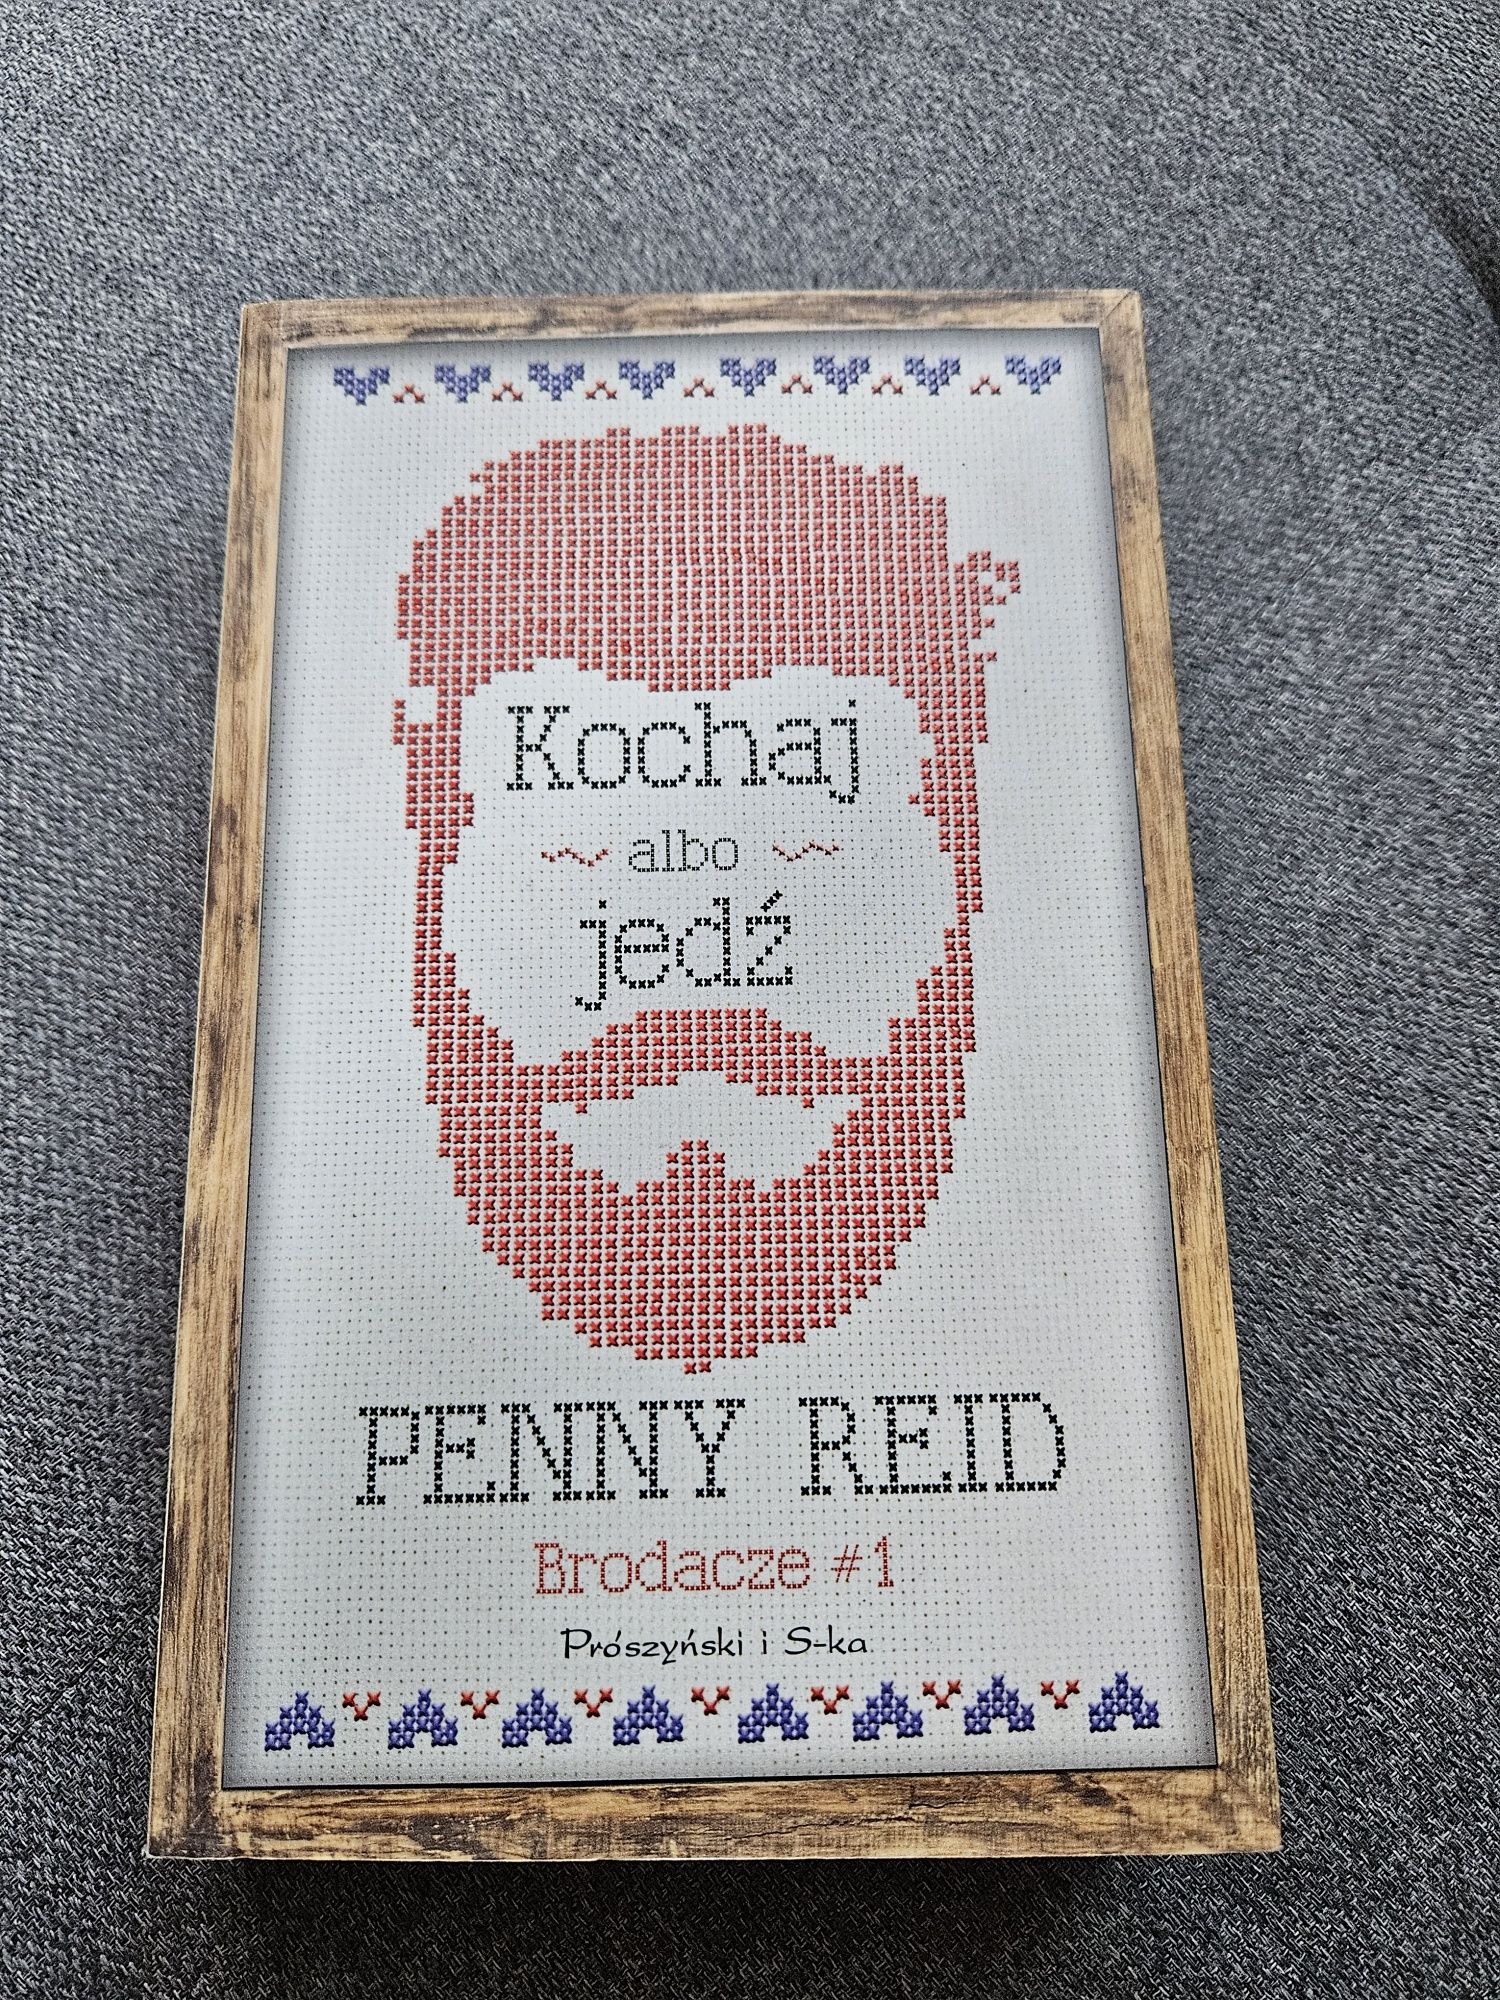 Kochaj
albo
jedź
PENNY REID
Brodacze #1
Prószyński i S-ka